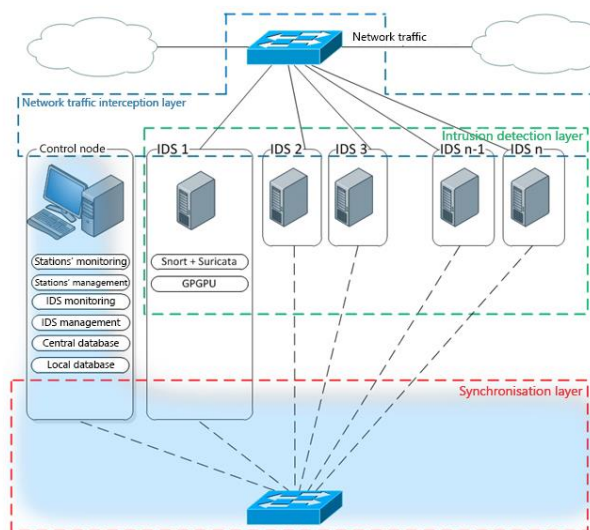 Network traffic
Network traffic interception layer
Intrusion detection layer
Control node
IDS 1
IDS 2
IDS 3
IDS n-1
IDS n
Stations' monitoring
Stations' management
IDS monitoring
IDS management
Central database
Local database
Snort + Suricata
GPGPU
Synchronisation layer